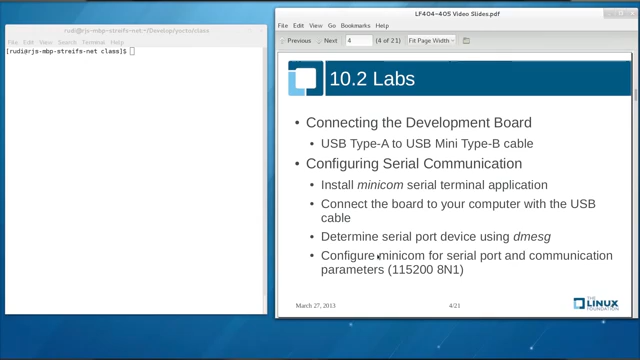 rudi@rjs-mbp-streifs-net:~/Develop/yocto/class
File Edit View Search Terminal Help
[rudi@rjs-mbp-streifs-net class]$
LF404-405 Video Slides.pdf
File Edit View Go Bookmarks Help
Previous Next 4 (4 of 21) Fit Page Width
10.2 Labs
• Connecting the Development Board
• USB Type-A to USB Mini Type-B cable
• Configuring Serial Communication
• Install minicom serial terminal application
• Connect the board to your computer with the USB
cable
• Determine serial port device using dmesg
• Configure minicom for serial port and communication
parameters (115200 8N1)
March 27, 2013 4/21
THE
LINUX
FOUNDATION